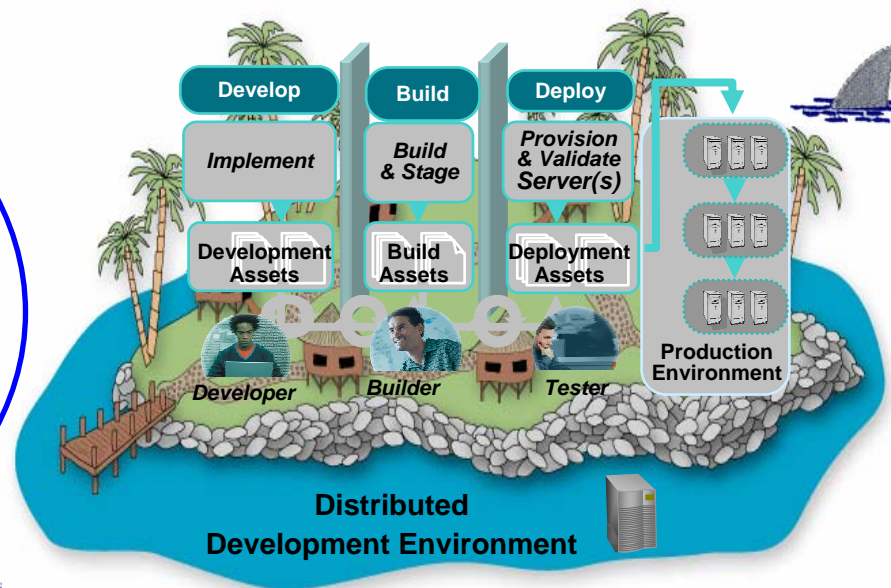 Develop
Build
Deploy
Implement
Build
& Stage
Provision
& Validate
Server(s)
Development
Assets
Build
Assets
Deployment
Assets
Production
Environment
Developer
Builder
Tester
Distributed
Development Environment